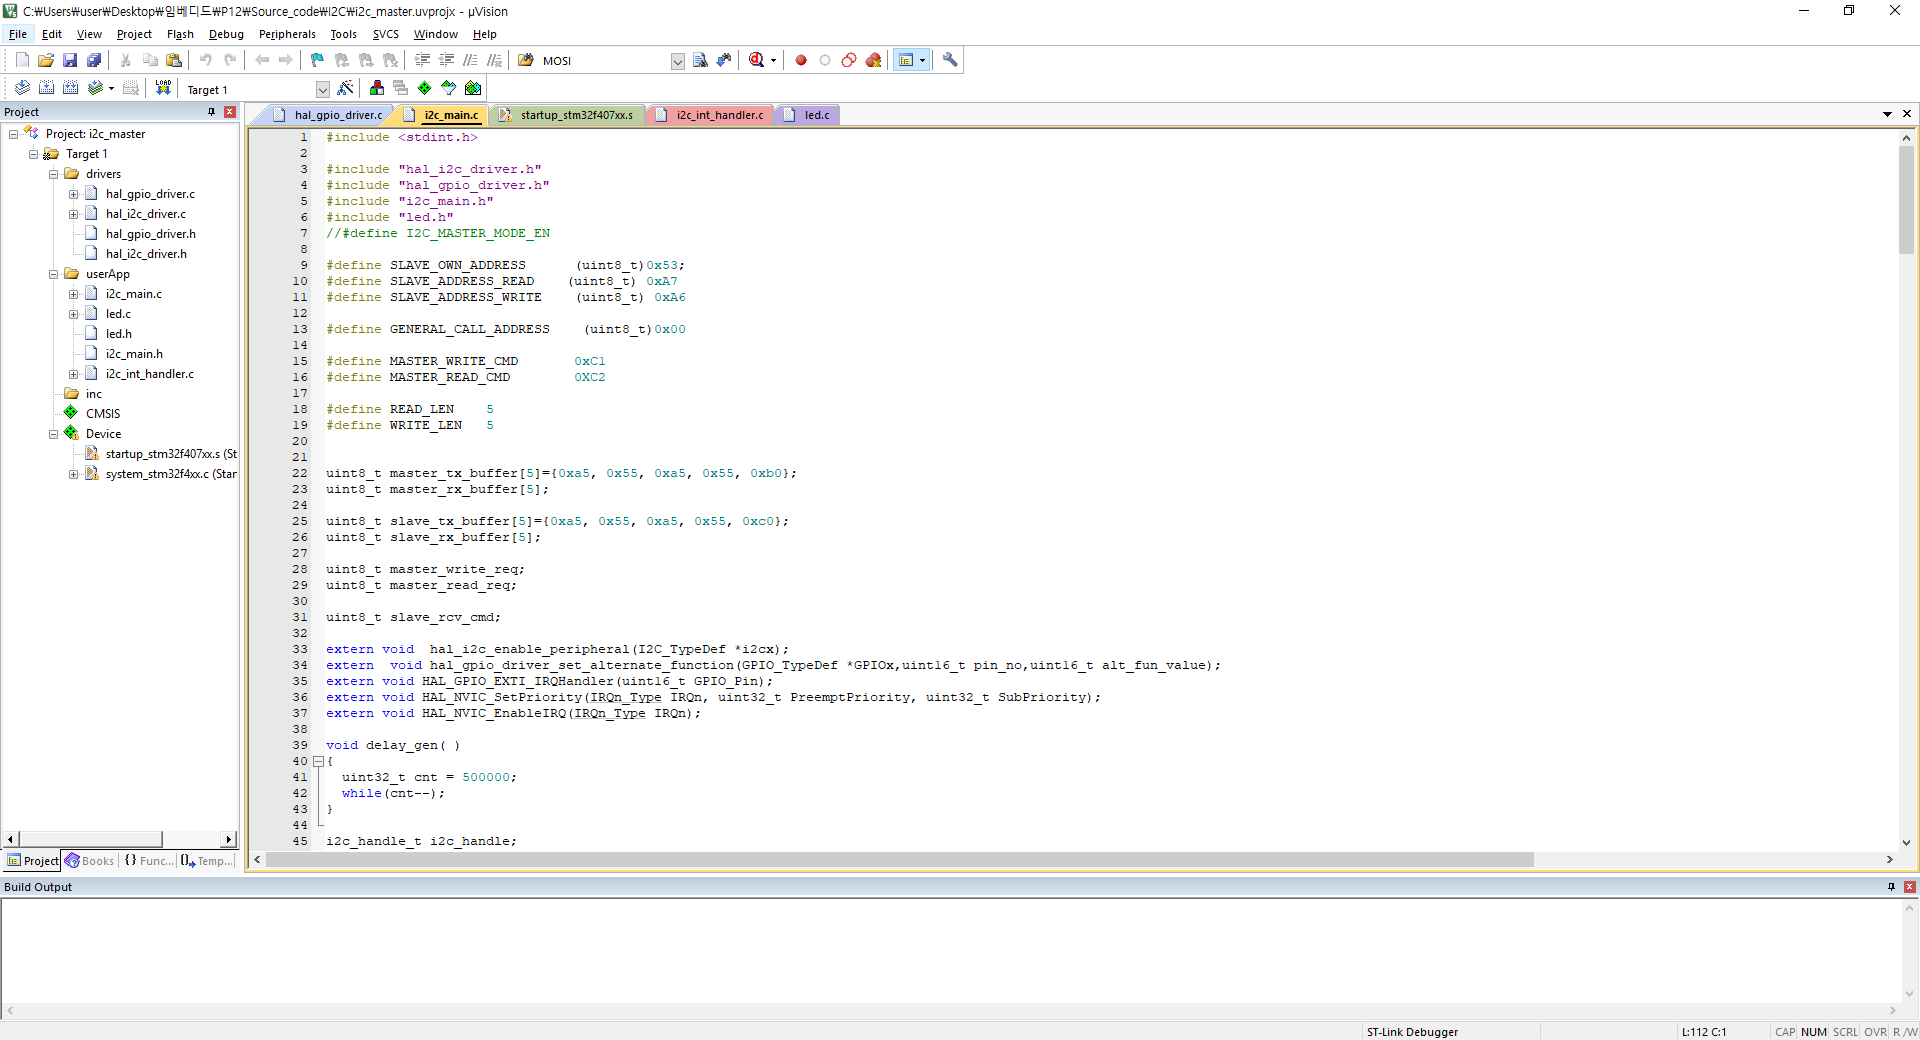 C:\Users\user\Desktop\임베디드\P12\Source_code\I2C\i2c_master.uvprojx - µVision
File Edit View Project Flash Debug Peripherals Tools SVCS Window Help
MOSI
LOAD Target 1
Project
Project: i2c_master
Target 1
drivers
hal_gpio_driver.c
hal_i2c_driver.c
hal_gpio_driver.h
hal_i2c_driver.h
userApp
i2c_main.c
led.c
led.h
i2c_main.h
i2c_int_handler.c
inc
CMSIS
Device
startup_stm32f407xx.s (St
system_stm32f4xx.c (Star
Project Books {} Func... Temp...
hal_gpio_driver.c i2c_main.c startup_stm32f407xx.s i2c_int_handler.c led.c
1 #include <stdint.h>
2
3 #include "hal_i2c_driver.h"
4 #include "hal_gpio_driver.h"
5 #include "i2c_main.h"
6 #include "led.h"
7 //#define I2C_MASTER_MODE_EN
8
9 #define SLAVE_OWN_ADDRESS (uint8_t)0x53;
10 #define SLAVE_ADDRESS_READ (uint8_t) 0xA7
11 #define SLAVE_ADDRESS_WRITE (uint8_t) 0xA6
12
13 #define GENERAL_CALL_ADDRESS (uint8_t)0x00
14
15 #define MASTER_WRITE_CMD 0xC1
16 #define MASTER_READ_CMD 0XC2
17
18 #define READ_LEN 5
19 #define WRITE_LEN 5
20
21
22 uint8_t master_tx_buffer[5]={0xa5, 0x55, 0xa5, 0x55, 0xb0};
23 uint8_t master_rx_buffer[5];
24
25 uint8_t slave_tx_buffer[5]={0xa5, 0x55, 0xa5, 0x55, 0xc0};
26 uint8_t slave_rx_buffer[5];
27
28 uint8_t master_write_req;
29 uint8_t master_read_req;
30
31 uint8_t slave_rcv_cmd;
32
33 extern void hal_i2c_enable_peripheral(I2C_TypeDef *i2cx);
34 extern void hal_gpio_driver_set_alternate_function(GPIO_TypeDef *GPIOx,uint16_t pin_no,uint16_t alt_fun_value);
35 extern void HAL_GPIO_EXTI_IRQHandler(uint16_t GPIO_Pin);
36 extern void HAL_NVIC_SetPriority(IRQn_Type IRQn, uint32_t PreemptPriority, uint32_t SubPriority);
37 extern void HAL_NVIC_EnableIRQ(IRQn_Type IRQn);
38
39 void delay_gen( )
40 {
41 uint32_t cnt = 500000;
42 while(cnt--);
43 }
44
45 i2c_handle_t i2c_handle;
Build Output
ST-Link Debugger L:112 C:1 CAP NUM SCRL OVR R /W